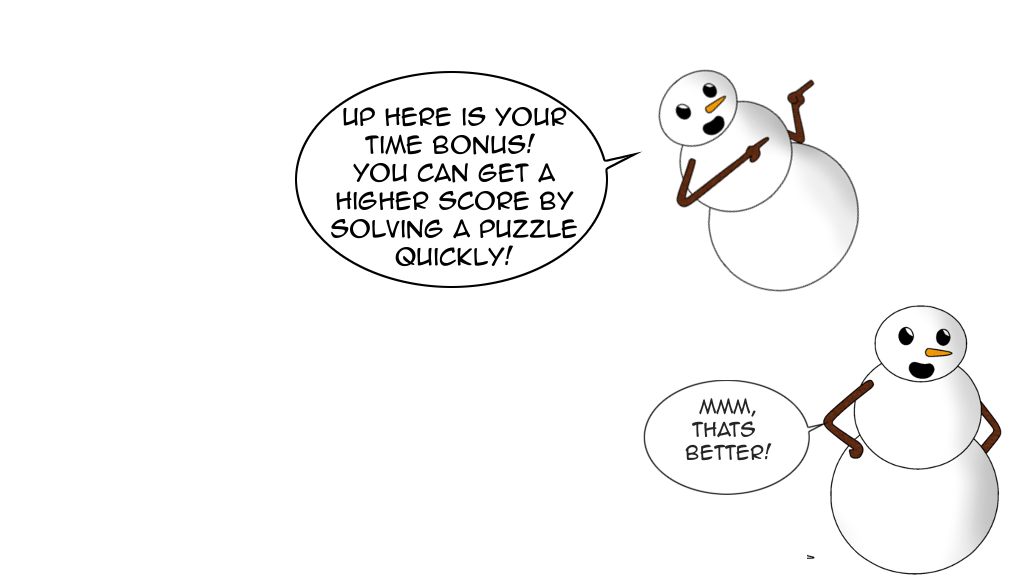 UP HERE IS YOUR
TIME BONUS!
YOU CAN GET A
HIGHER SCORE BY
SOLVING A PUZZLE
QUICKLY!
MMM,
THATS
BETTER!